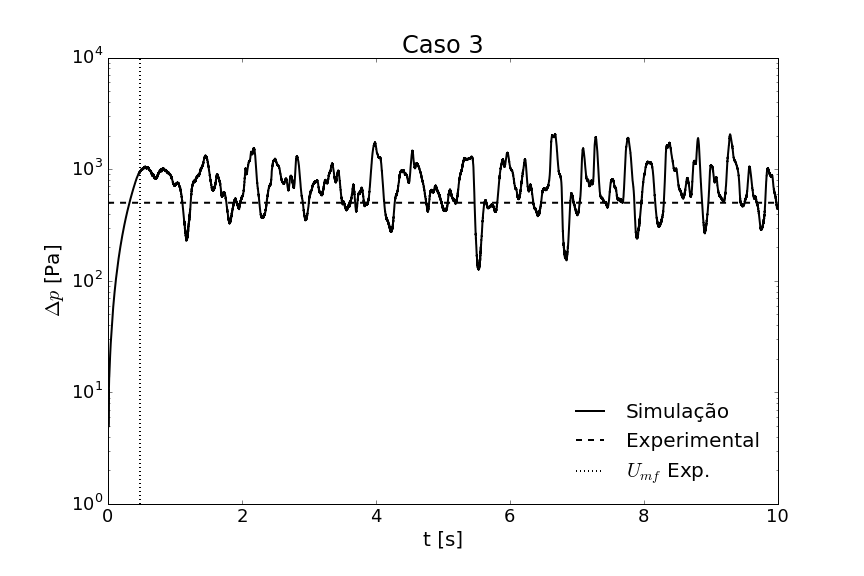 Caso 3
10^4
10^3
10^2
10^1
10^0
Δp [Pa]
0 2 4 6 8 10
t [s]
Simulação
Experimental
U_mf Exp.